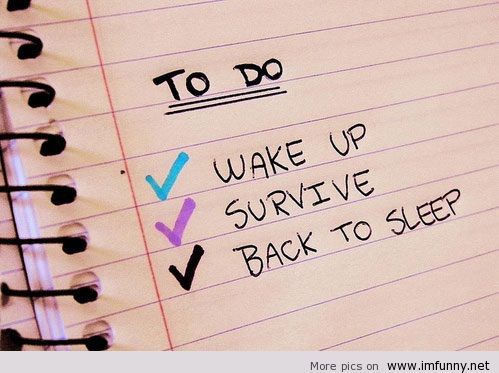 TO DO
WAKE UP
SURVIVE
BACK TO SLEEP
More pics on www.imfunny.net